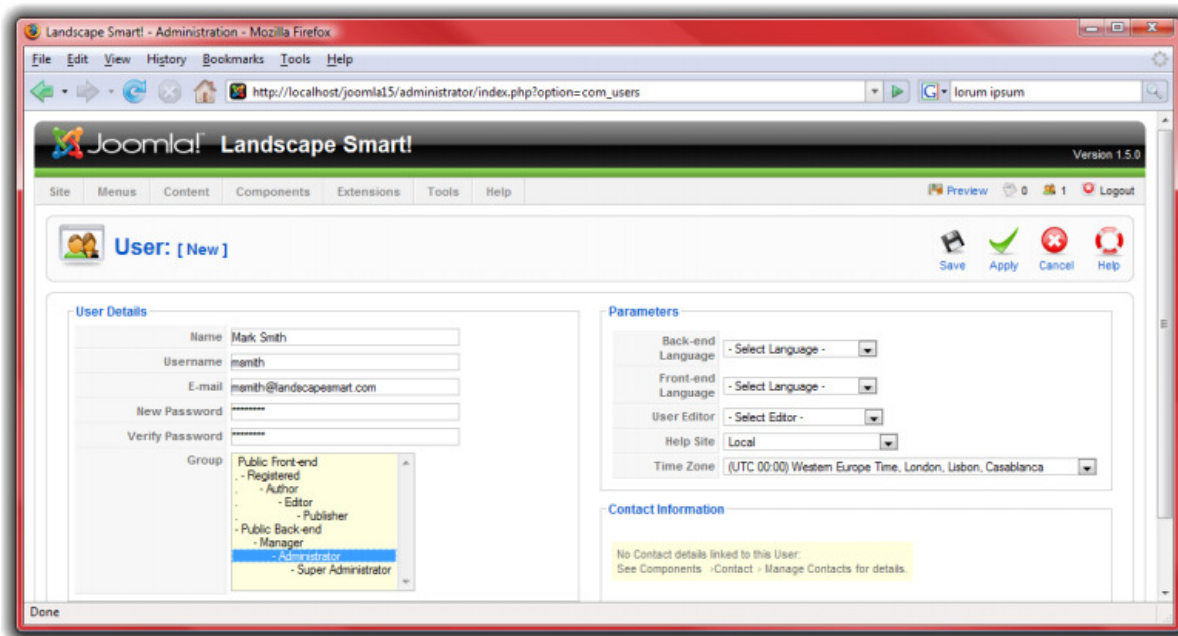 Landscape Smart! - Administration - Mozilla Firefox
File Edit View History Bookmarks Tools Help
http://localhost/joomla15/administrator/index.php?option=com_users lorum ipsum
Joomla! Landscape Smart!
Version 1.5.0
Site Menus Content Components Extensions Tools Help Preview 0 1 Logout
User: [ New ]
Save Apply Cancel Help
User Details
Name Mark Smith
Username msmith
E-mail msmith@landscapesmart.com
New Password ********
Verify Password ********
Group Public Front-end
. - Registered
. - Author
. - Editor
. - Publisher
- Public Back-end
- Manager
- Administrator
- Super Administrator
Parameters
Back-end
Language - Select Language -
Front-end
Language - Select Language -
User Editor - Select Editor -
Help Site Local
Time Zone (UTC 00:00) Western Europe Time, London, Lisbon, Casablanca
Contact Information
No Contact details linked to this User:
See Components > Contact > Manage Contacts for details.
Done